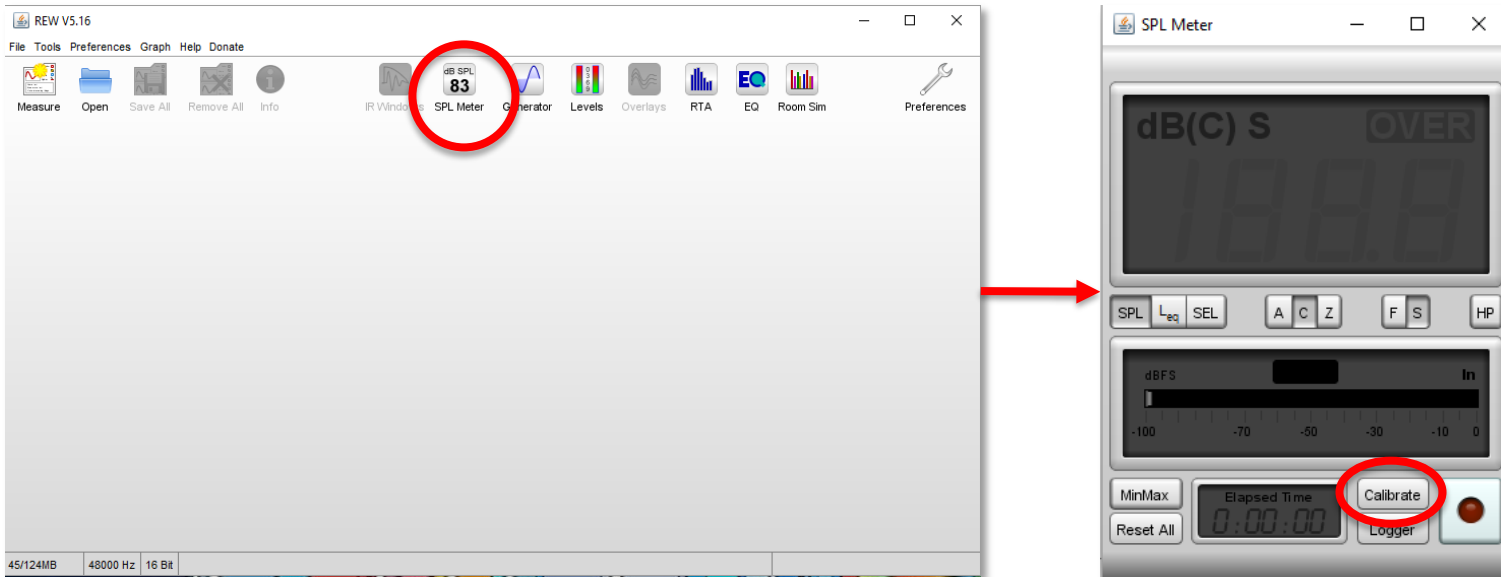 REW V5.16
File Tools Preferences Graph Help Donate
dB SPL
83
EQ
Measure Open Save All Remove All Info IR Windows SPL Meter Generator Levels Overlays RTA EQ Room Sim Preferences
45/124MB 48000 Hz 16 Bit
SPL Meter
dB(C) S OVER
188.8
SPL Leq SEL A C Z F S HP
dBFS In
-100 -70 -50 -30 -10 0
MinMax Elapsed Time Calibrate
Reset All 0:00:00 Logger